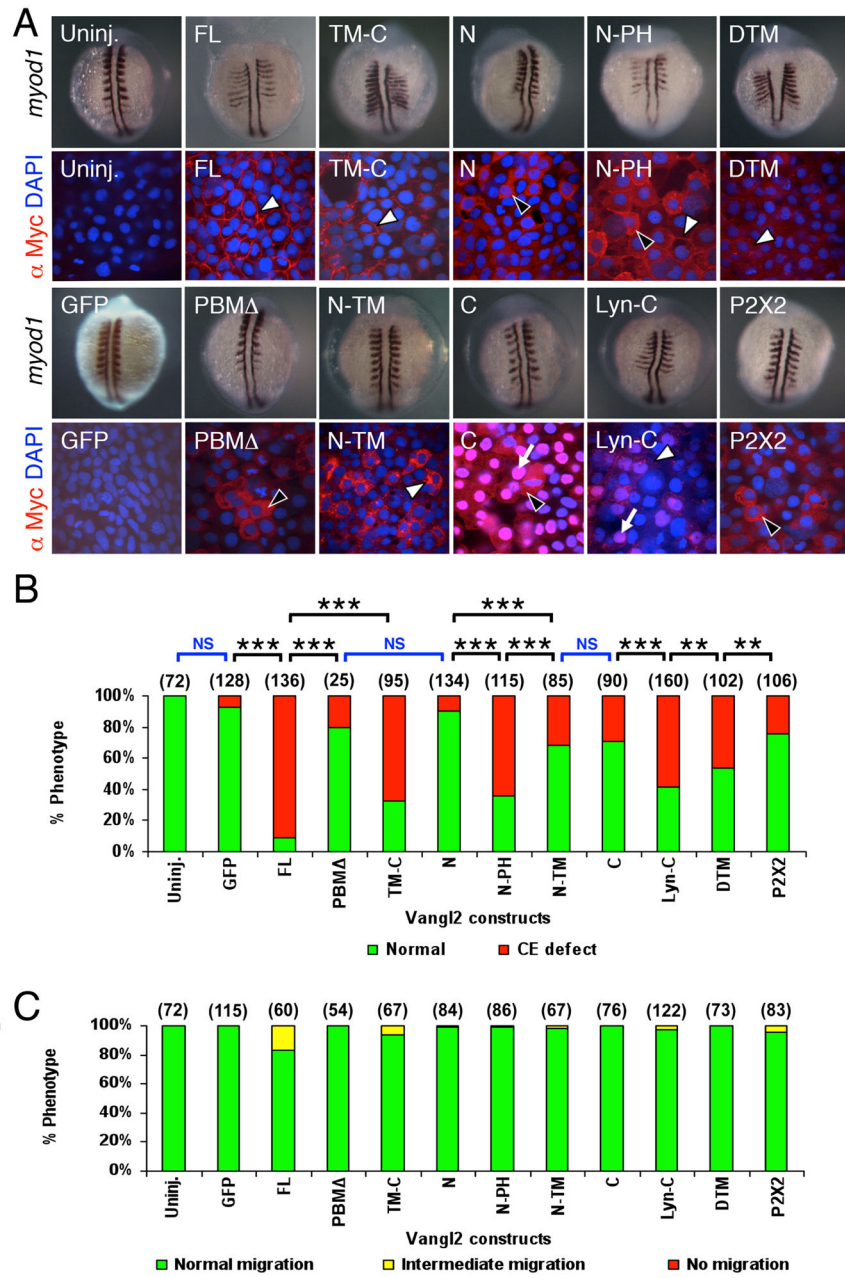 A
Uninj. FL TM-C N N-PH DTM
myod1
Uninj. FL TM-C N N-PH DTM
α Myc DAPI
GFP PBMΔ N-TM C Lyn-C P2X2
myod1
GFP PBMΔ N-TM C Lyn-C P2X2
α Myc DAPI
B
*** ***
NS *** *** NS *** *** NS *** ** **
(72) (128) (136) (25) (95) (134) (115) (85) (90) (160) (102) (106)
100%
80%
60%
40%
20%
0%
% Phenotype
Uninj. GFP FL PBMΔ TM-C N N-PH N-TM C Lyn-C DTM P2X2
Vangl2 constructs
Normal CE defect
C
(72) (115) (60) (54) (67) (84) (86) (67) (76) (122) (73) (83)
100%
80%
60%
40%
20%
0%
% Phenotype
Uninj. GFP FL PBMΔ TM-C N N-PH N-TM C Lyn-C DTM P2X2
Vangl2 constructs
Normal migration Intermediate migration No migration